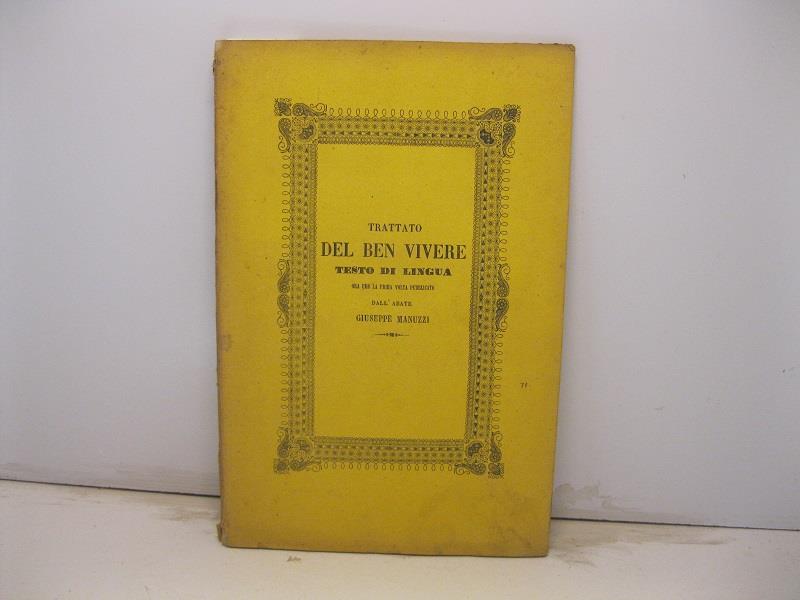 TRATTATO
DEL BEN VIVERE
TESTO DI LINGUA
ORA PER LA PRIMA VOLTA PUBBLICATO
DALL' ABATE
GIUSEPPE MANUZZI